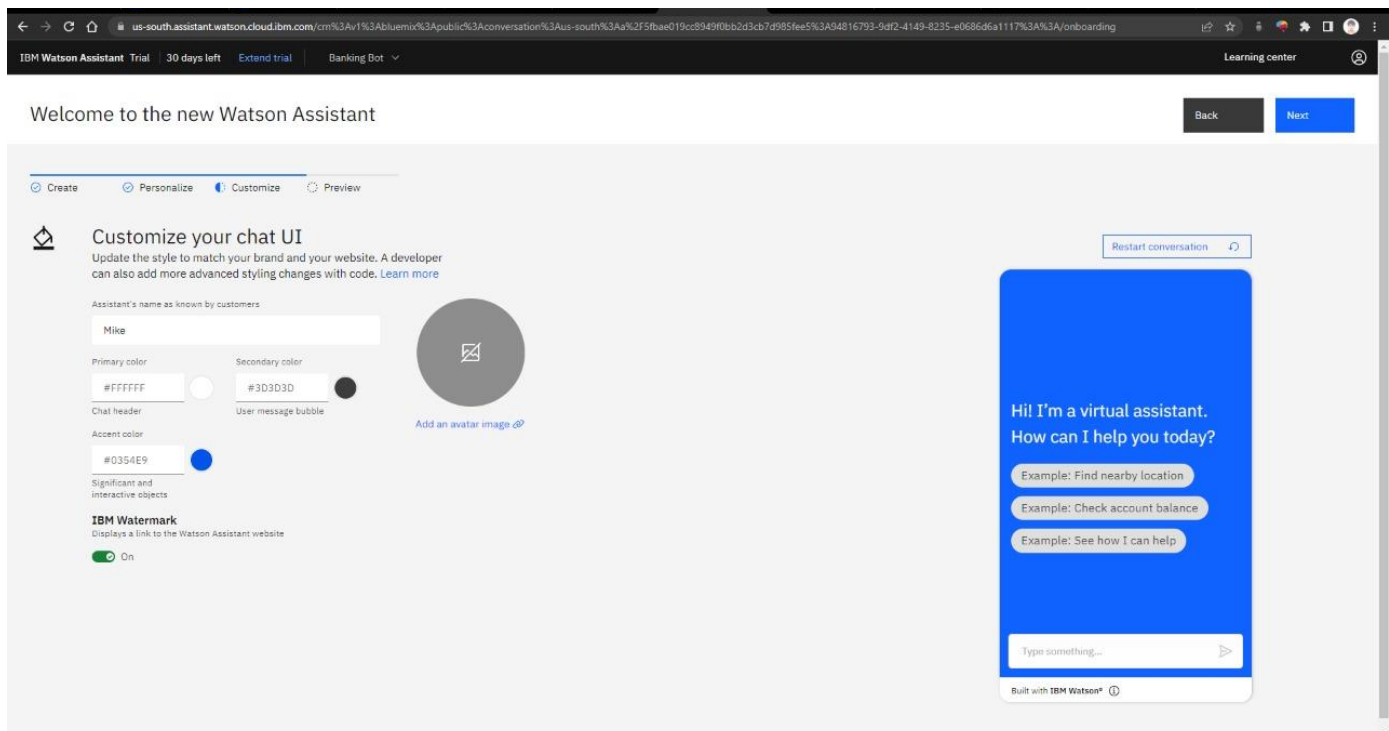 us-south.assistant.watson.cloud.ibm.com/crn%3Av1%3Abluemix%3Apublic%3Aconversation%3Aus-south%3Aa%2F5fbae019cc8949f0bb2d3cb7d985fee5%3A94816793-9df2-4149-8235-e0686d6a1117%3A%3A/onboarding
IBM Watson Assistant Trial 30 days left Extend trial Banking Bot Learning center
Welcome to the new Watson Assistant
Back Next
Create Personalize Customize Preview
Customize your chat UI
Update the style to match your brand and your website. A developer
can also add more advanced styling changes with code. Learn more
Assistant's name as known by customers
Mike
Primary color Secondary color
#FFFFFF #3D3D3D
Chat header User message bubble
Add an avatar image
Accent color
#0354E9
Significant and
interactive objects
IBM Watermark
Displays a link to the Watson Assistant website
On
Restart conversation
Hi! I'm a virtual assistant.
How can I help you today?
Example: Find nearby location
Example: Check account balance
Example: See how I can help
Type something...
Built with IBM Watson®